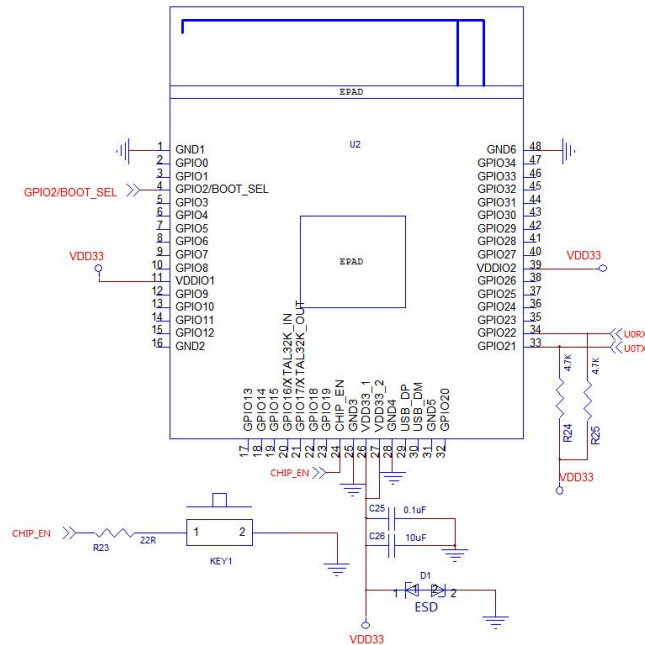 EPAD
U2
1 GND1
2 GPIO0
3 GPIO1
GPIO2/BOOT_SEL 4 GPIO2/BOOT_SEL
5 GPIO3
6 GPIO4
7 GPIO5
8 GPIO6
9 GPIO7
VDD33
10 GPIO8
11 VDDIO1
12 GPIO9
13 GPIO10
14 GPIO11
15 GPIO12
16 GND2
EPAD
GND6 48
GPIO34 47
GPIO33 46
GPIO32 45
GPIO31 44
GPIO30 43
GPIO29 42
GPIO28 41
GPIO27 40
VDD33
VDDIO2 39
GPIO26 38
GPIO25 37
GPIO24 36
GPIO23 35
GPIO22 34 U0RX
GPIO21 33 U0TX
17 GPIO13
18 GPIO14
19 GPIO15
20 GPIO16/XTAL32K_IN
21 GPIO17/XTAL32K_OUT
22 GPIO18
23 GPIO19
24 CHIP_EN
25 GND3
26 VDD33_1
27 VDD33_2
28 GND4
29 USB_DP
30 USB_DM
31 GND5
32 GPIO20
4.7K
4.7K
R24
R25
VDD33
CHIP_EN
C25 0.1uF
C26 10uF
CHIP_EN
R23
22R
1 2
KEY1
D1
1 1 2 2
ESD
VDD33